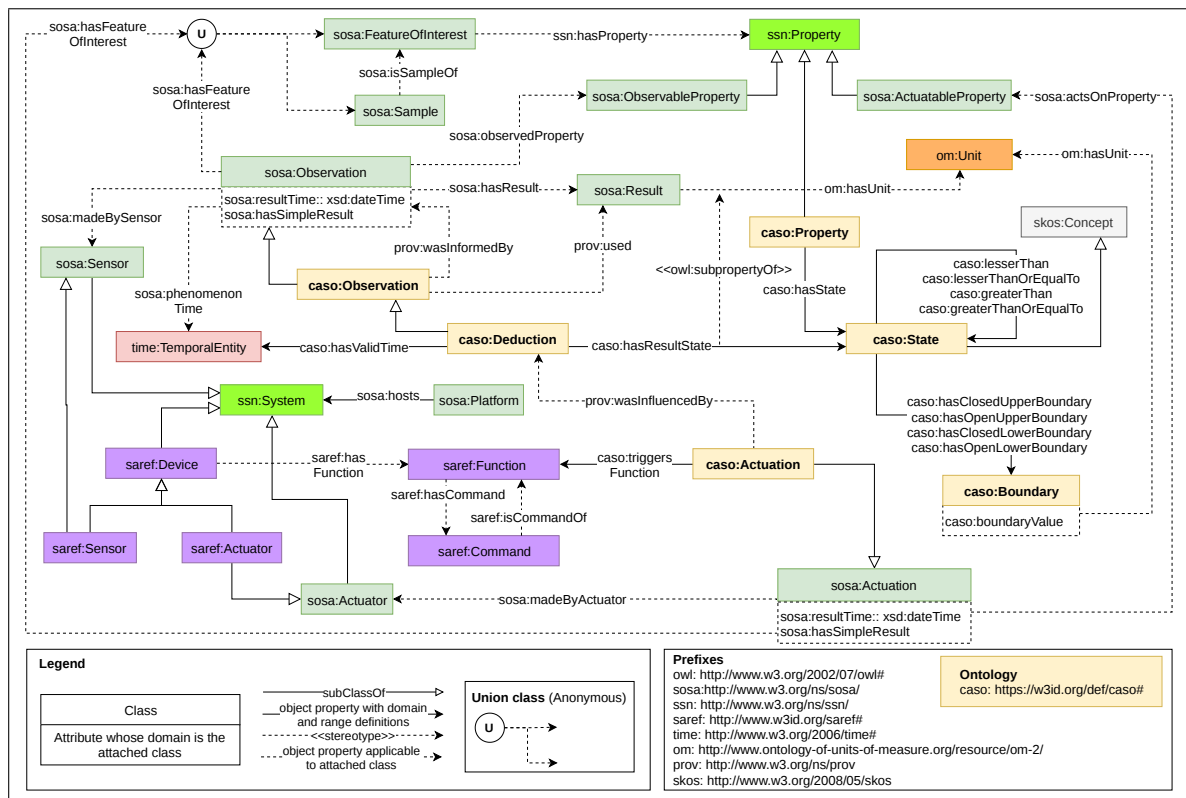 sosa:hasFeature
OfInterest
U
sosa:FeatureOfInterest
ssn:hasProperty
ssn:Property
sosa:isSampleOf
sosa:hasFeature
OfInterest
sosa:Sample
sosa:ObservableProperty
sosa:ActuatableProperty
sosa:actsOnProperty
sosa:observedProperty
om:Unit
om:hasUnit
sosa:Observation
sosa:hasResult
sosa:Result
om:hasUnit
sosa:resultTime:: xsd:dateTime
sosa:hasSimpleResult
sosa:madeBySensor
skos:Concept
caso:Property
prov:wasInformedBy
prov:used
sosa:Sensor
<<owl:subpropertyOf>>
caso:lesserThan
caso:lesserThanOrEqualTo
caso:greaterThan
caso:greaterThanOrEqualTo
caso:Observation
caso:hasState
sosa:phenomenon
Time
time:TemporalEntity
caso:hasValidTime
caso:Deduction
caso:hasResultState
caso:State
ssn:System
sosa:hosts
sosa:Platform
prov:wasInfluencedBy
caso:hasClosedUpperBoundary
caso:hasOpenUpperBoundary
caso:hasClosedLowerBoundary
caso:hasOpenLowerBoundary
saref:Device
saref:has
Function
saref:Function
caso:triggers
Function
caso:Actuation
saref:hasCommand
saref:isCommandOf
caso:Boundary
caso:boundaryValue
saref:Sensor
saref:Actuator
saref:Command
sosa:Actuator
sosa:madeByActuator
sosa:Actuation
sosa:resultTime:: xsd:dateTime
sosa:hasSimpleResult
Legend
Class
Attribute whose domain is the
attached class
subClassOf
object property with domain
and range definitions
<<stereotype>>
object property applicable
to attached class
Union class (Anonymous)
U
Prefixes
owl: http://www.w3.org/2002/07/owl#
sosa:http://www.w3.org/ns/sosa/
ssn: http://www.w3.org/ns/ssn/
saref: http://www.w3id.org/saref#
time: http://www.w3.org/2006/time#
om: http://www.ontology-of-units-of-measure.org/resource/om-2/
prov: http://www.w3.org/ns/prov
skos: http://www.w3.org/2008/05/skos
Ontology
caso: https://w3id.org/def/caso#